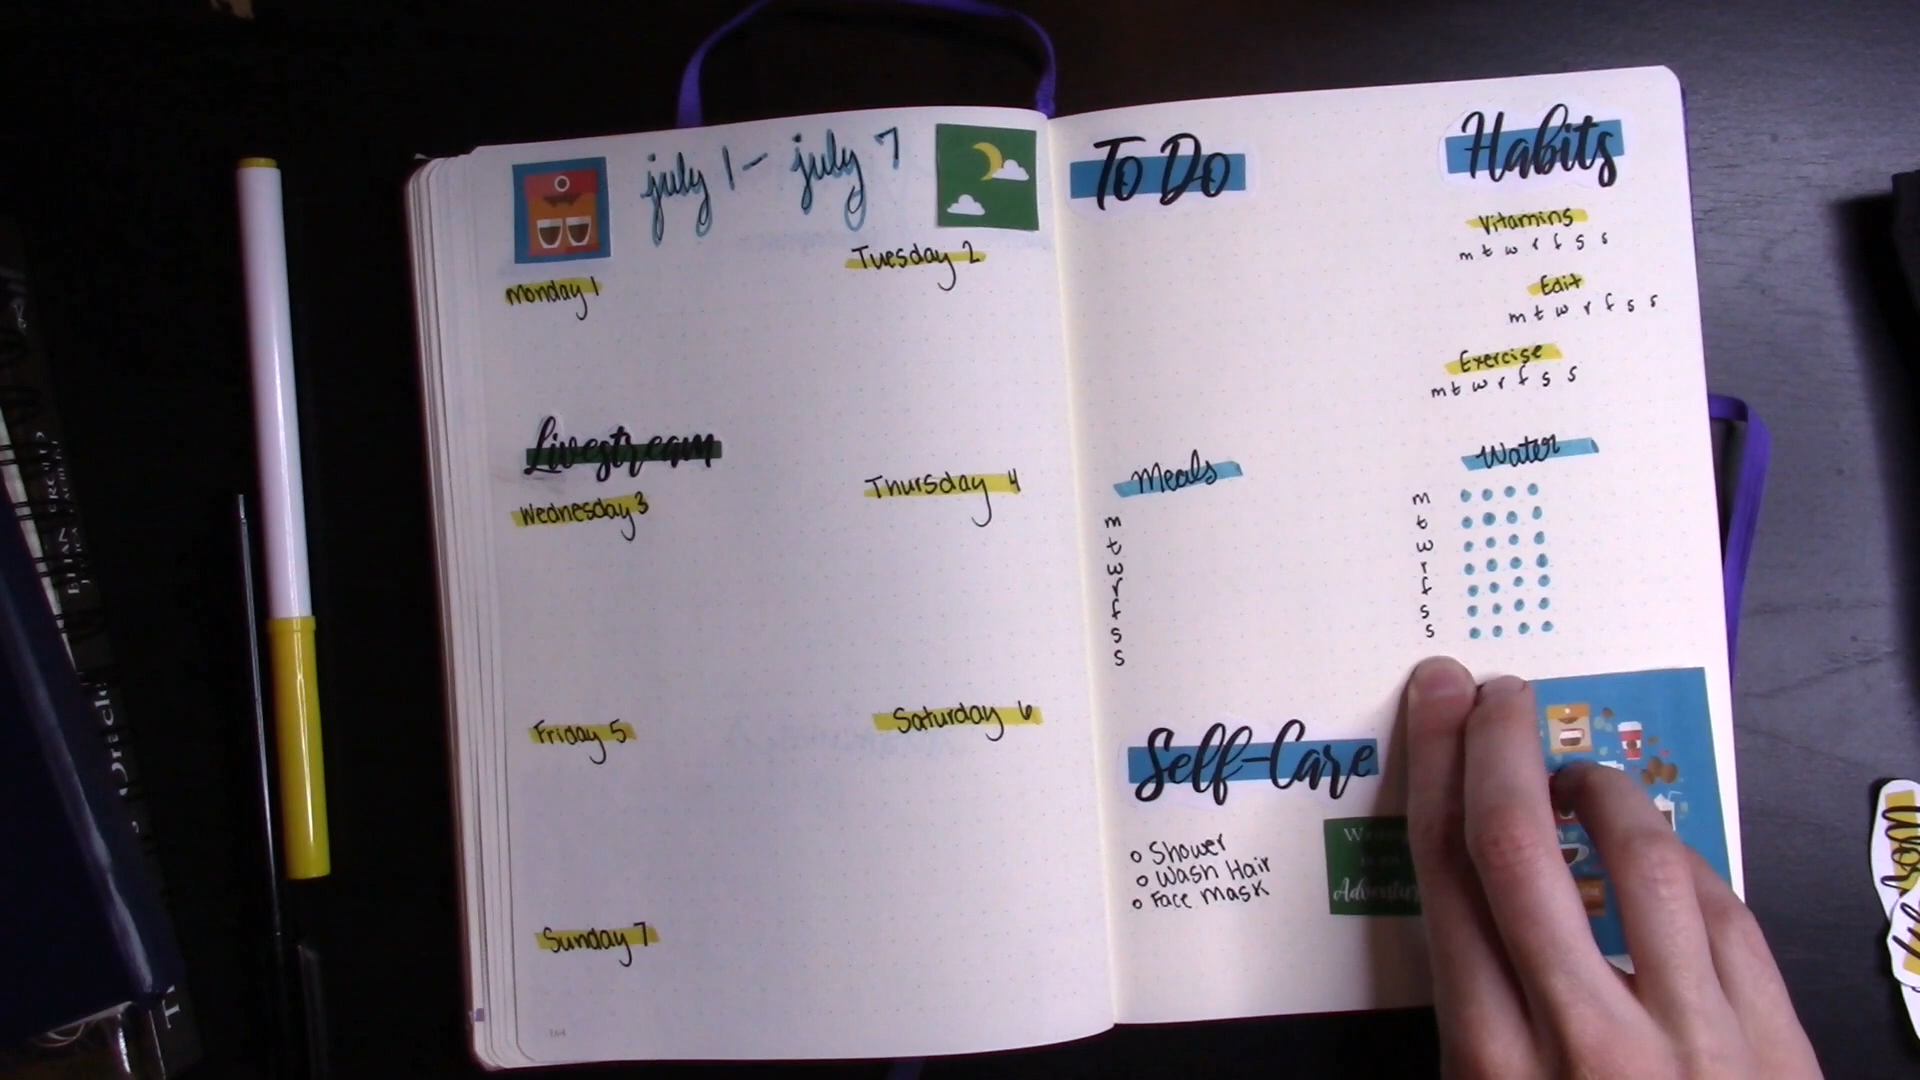 july 1 - july 7
Monday 1
Tuesday 2
Livestream
Wednesday 3
Thursday 4
Friday 5
Saturday 6
Sunday 7
To Do
Habits
Vitamins
m t w r f s s
Edit
m t w r f s s
Exercise
m t w r f s s
Meals
m
t
w
r
f
s
s
Water
m
t
w
r
f
s
s
Self-Care
Shower
Wash Hair
Face Mask